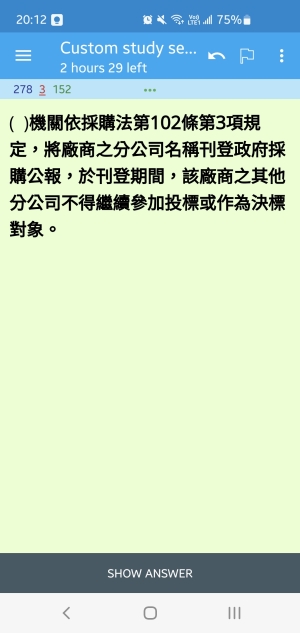 20:12 75%
Custom study se...
2 hours 29 left
278 3 152
( )機關依採購法第102條第3項規
定，將廠商之分公司名稱刊登政府採
購公報，於刊登期間，該廠商之其他
分公司不得繼續參加投標或作為決標
對象。
SHOW ANSWER